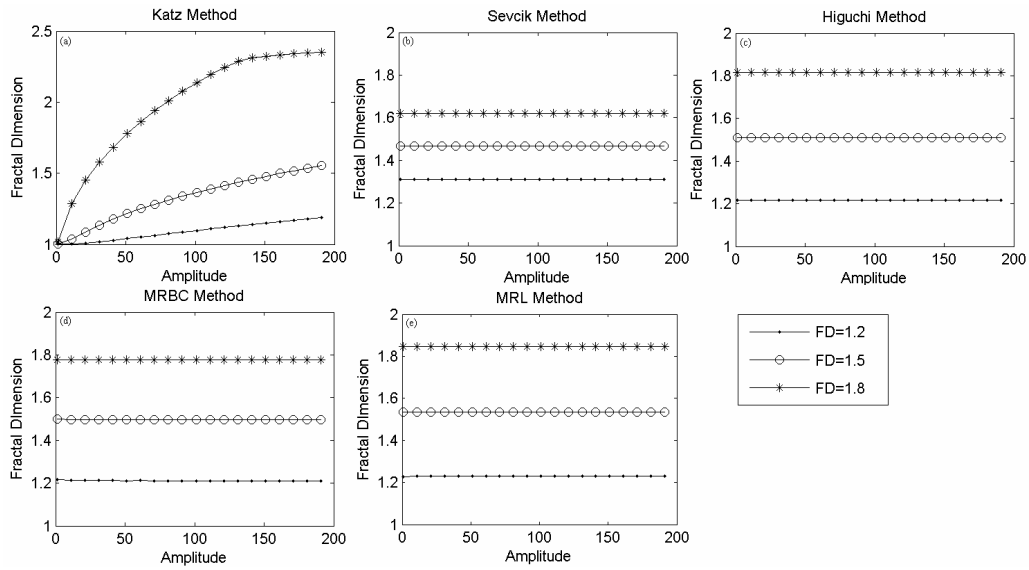 Katz Method
(a)
2.5
2
1.5
1
Fractal DImension
0 50 100 150 200
Amplitude
Sevcik Method
(b)
2
1.8
1.6
1.4
1.2
1
Fractal DImension
0 50 100 150 200
Amplitude
Higuchi Method
(c)
2
1.8
1.6
1.4
1.2
1
Fractal DImension
0 50 100 150 200
Amplitude
MRBC Method
(d)
2
1.8
1.6
1.4
1.2
1
Fractal DImension
0 50 100 150 200
Amplitude
MRL Method
(e)
2
1.8
1.6
1.4
1.2
1
Fractal DImension
0 50 100 150 200
Amplitude
FD=1.2
FD=1.5
FD=1.8